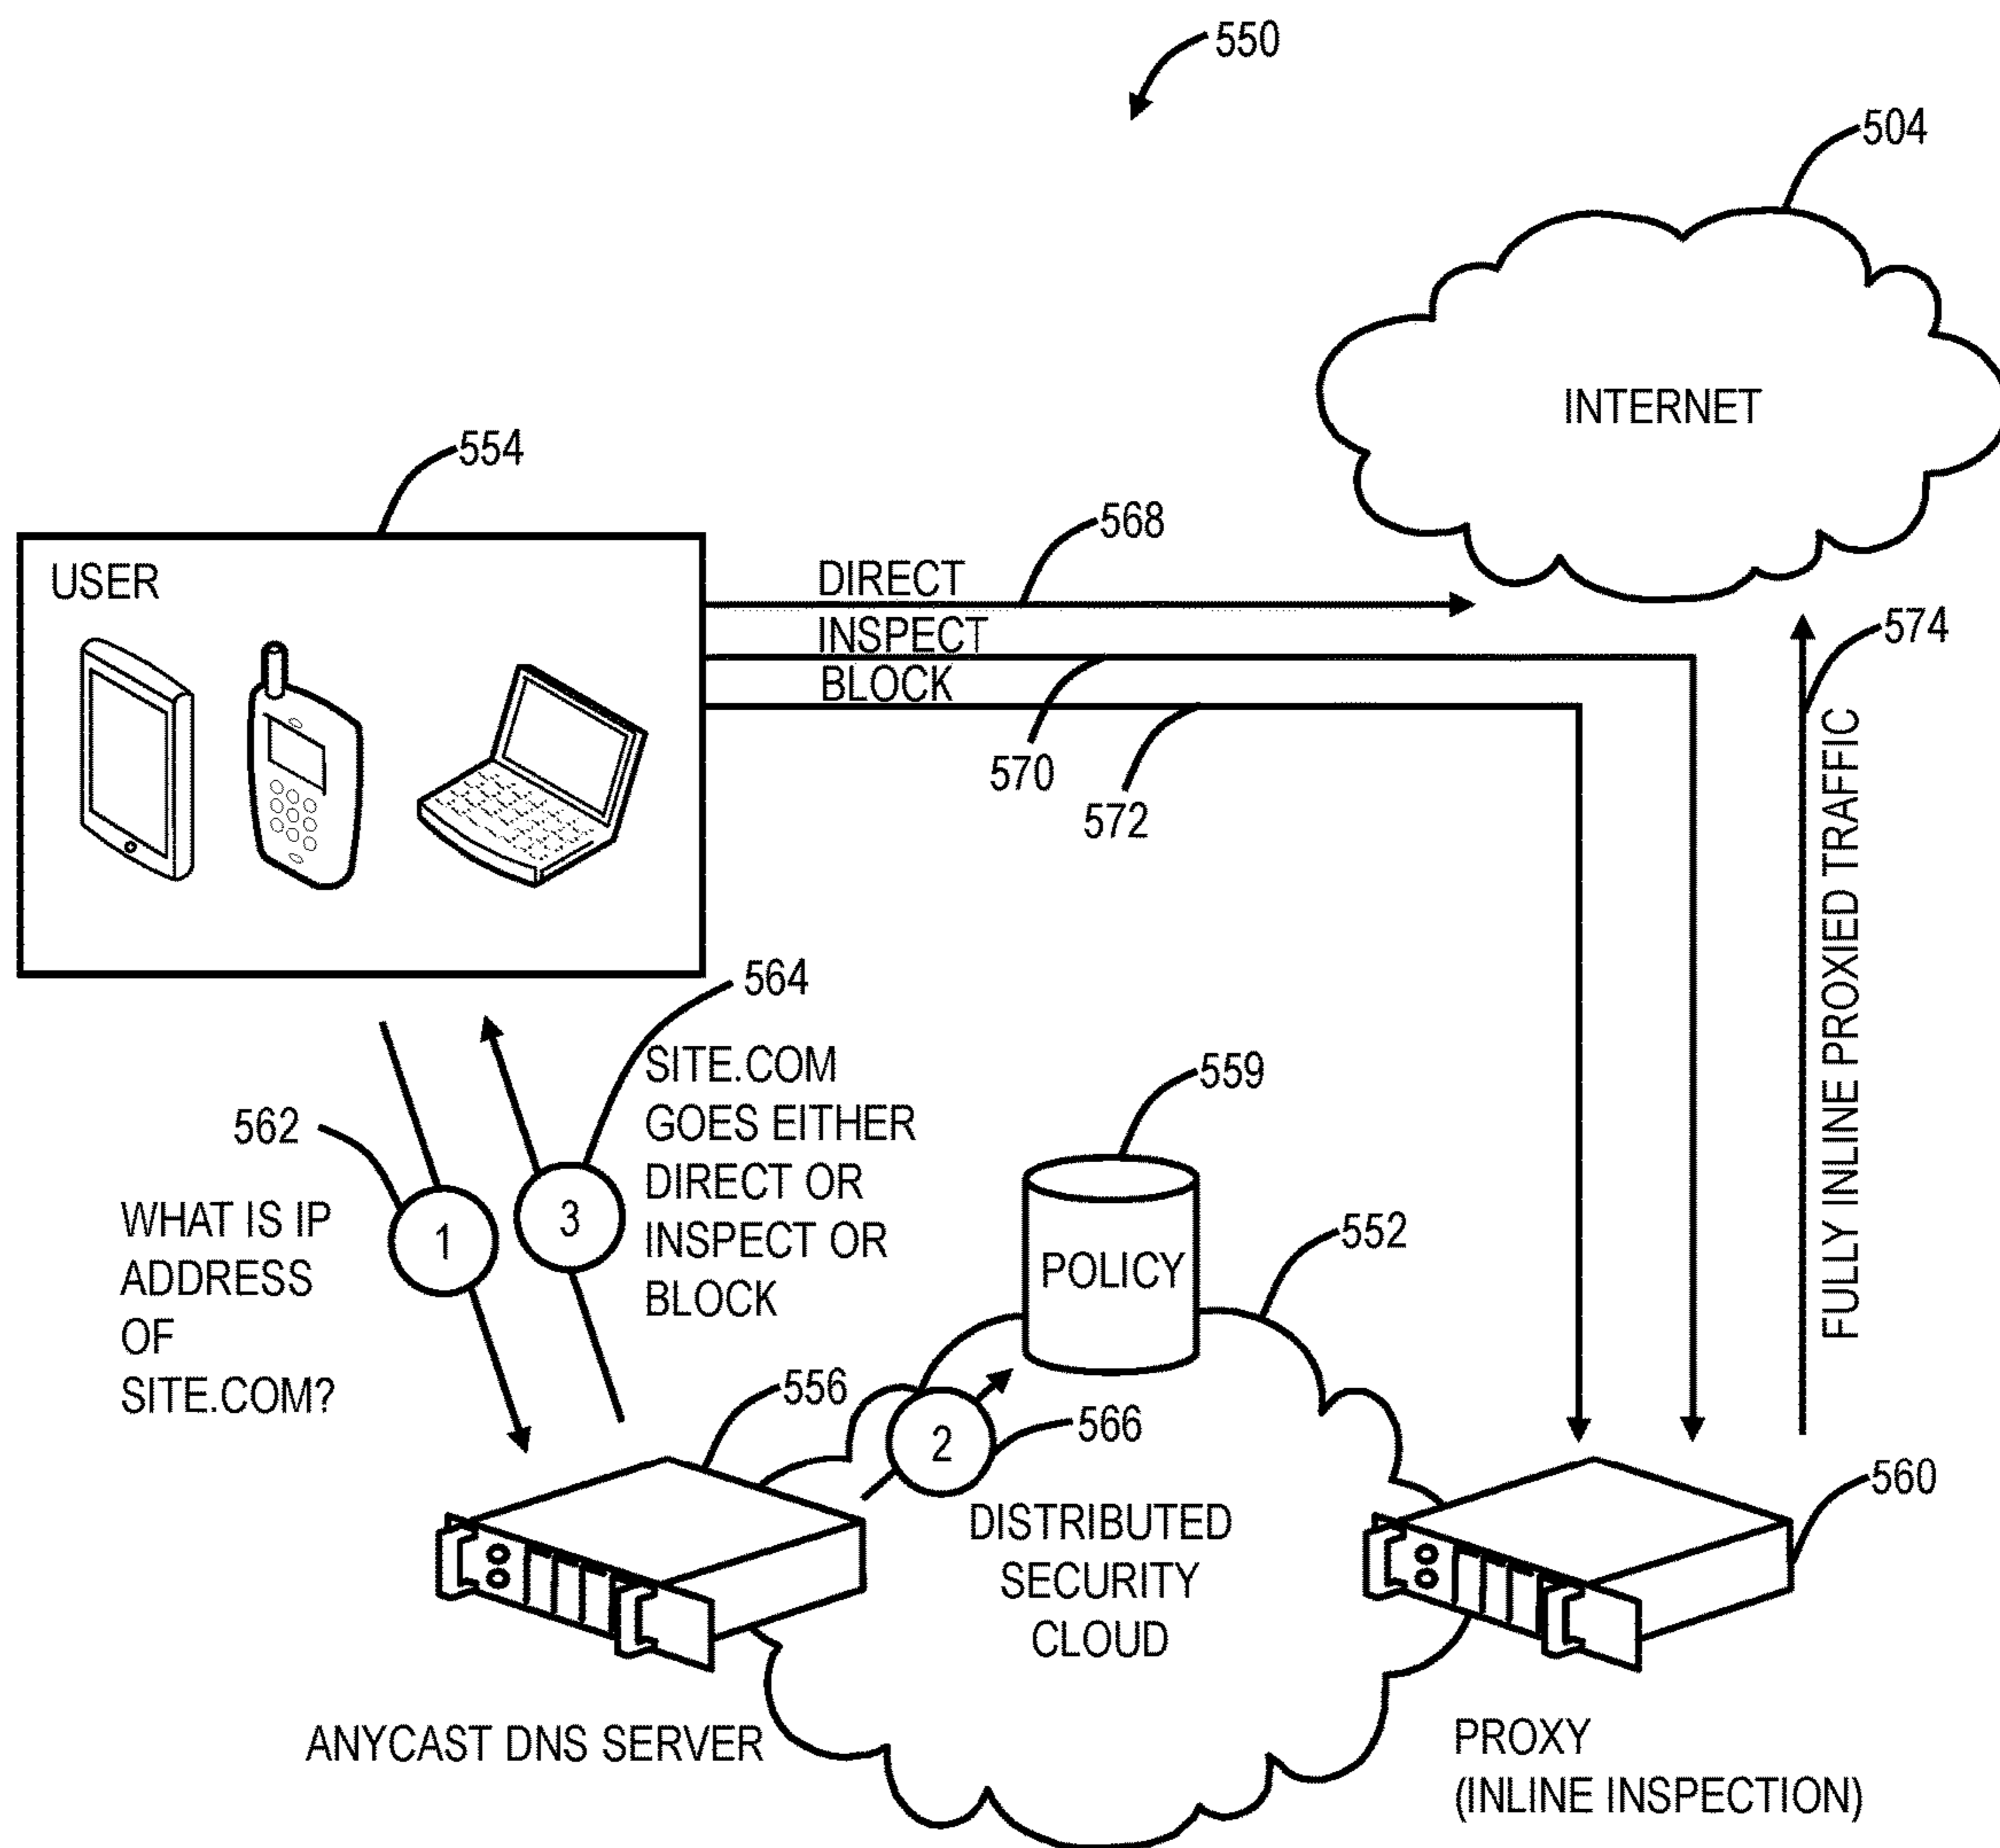 550
504
INTERNET
554
USER
568
DIRECT
INSPECT
BLOCK
570
572
574
FULLY INLINE PROXIED TRAFFIC
562
WHAT IS IP
ADDRESS
OF
SITE.COM?
1
3
564
SITE.COM
GOES EITHER
DIRECT OR
INSPECT OR
BLOCK
559
POLICY
552
556
2
566
560
DISTRIBUTED
SECURITY
CLOUD
ANYCAST DNS SERVER
PROXY
(INLINE INSPECTION)